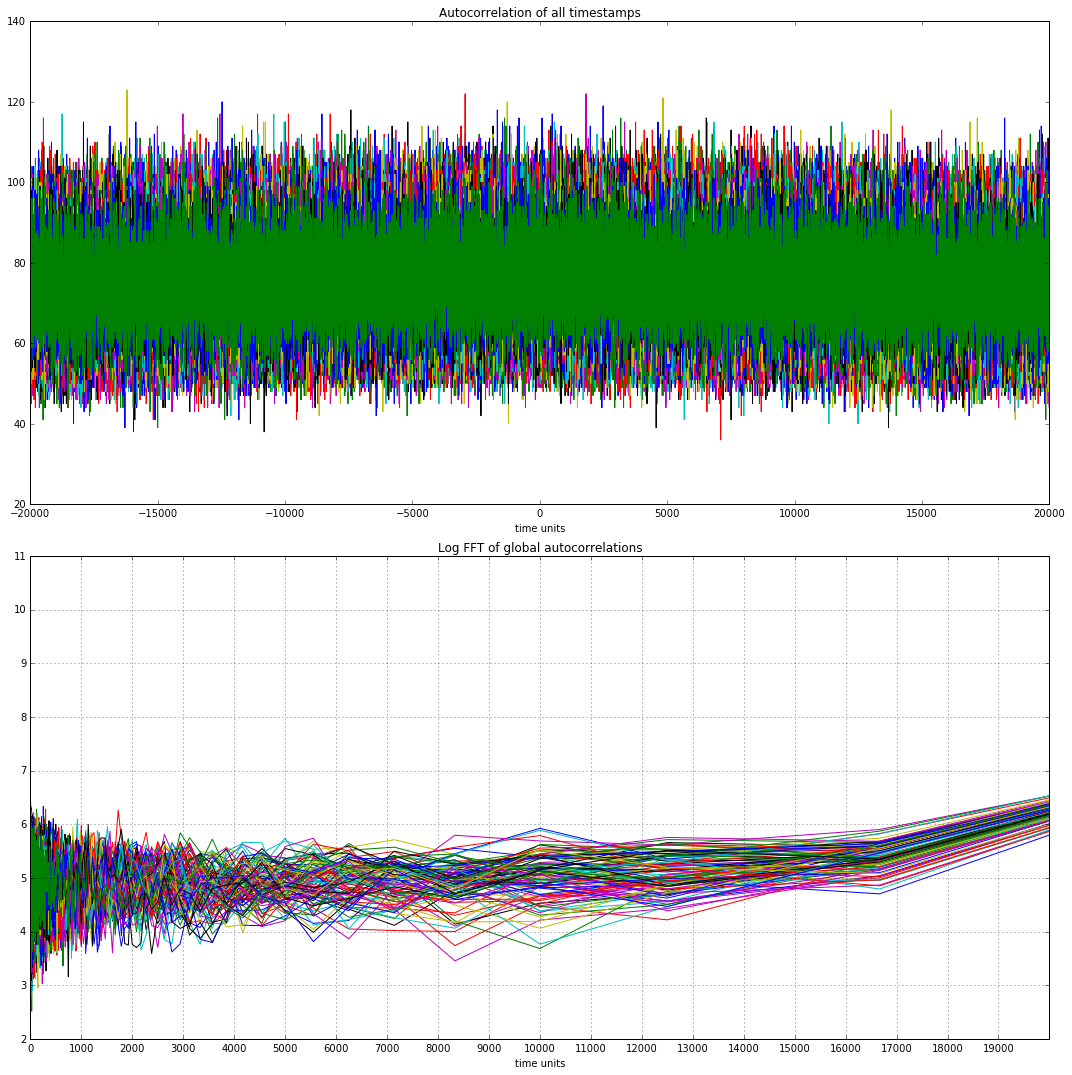 Autocorrelation of all timestamps
140
120
100
80
60
40
20
−20000 −15000 −10000 −5000 0 5000 10000 15000 20000
time units
Log FFT of global autocorrelations
11
10
9
8
7
6
5
4
3
2
0 1000 2000 3000 4000 5000 6000 7000 8000 9000 10000 11000 12000 13000 14000 15000 16000 17000 18000 19000
time units